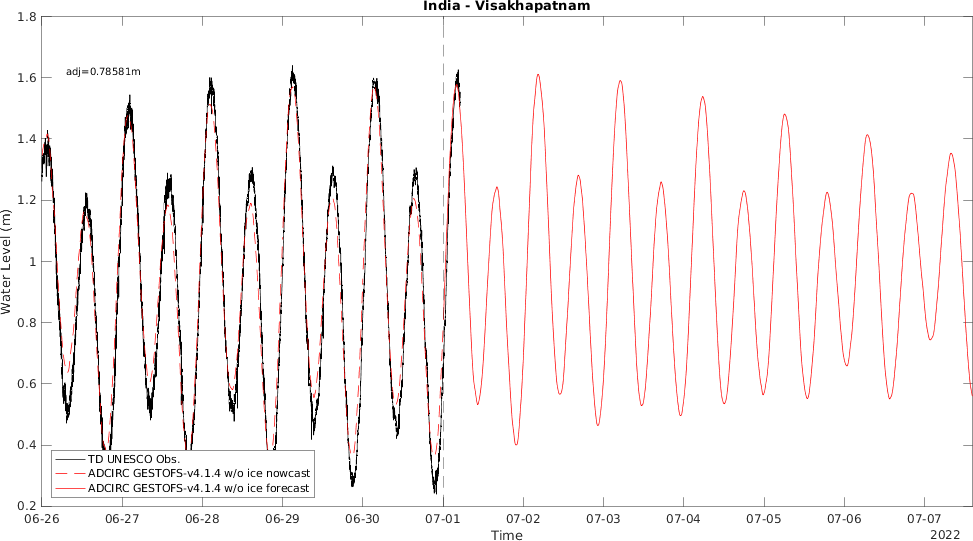 India - Visakhapatnam
1.8
1.6
1.4
1.2
1
0.8
0.6
0.4
0.2
Water Level (m)
adj=0.78581m
TD UNESCO Obs.
ADCIRC GESTOFS-v4.1.4 w/o ice nowcast
ADCIRC GESTOFS-v4.1.4 w/o ice forecast
06-26 06-27 06-28 06-29 06-30 07-01 07-02 07-03 07-04 07-05 07-06 07-07
Time
2022